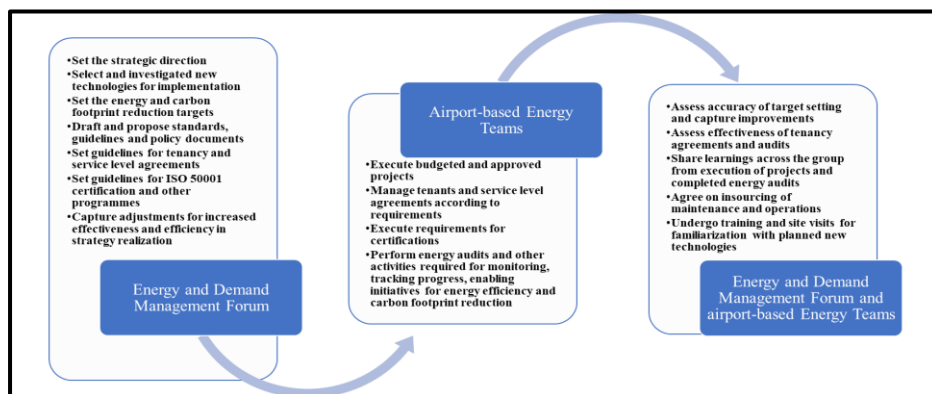 •Set the strategic direction
•Select and investigated new
technologies for implementation
•Set the energy and carbon
footprint reduction targets
•Draft and propose standards,
guidelines and policy documents
•Set guidelines for tenancy and
service level agreements
•Set guidelines for ISO 50001
certification and other
programmes
•Capture adjustments for increased
effectiveness and efficiency in
strategy realization
Energy and Demand
Management Forum
Airport-based Energy
Teams
•Execute budgeted and approved
projects
•Manage tenants and service level
agreements according to
requirements
•Execute requirements for
certifications
•Perform energy audits and other
activities required for monitoring,
tracking progress, enabling
initiatives for energy efficiency and
carbon footprint reduction
•Assess accuracy of target setting
and capture improvements
•Assess effectiveness of tenancy
agreements and audits
•Share learnings across the group
from execution of projects and
completed energy audits
•Agree on insourcing of
maintenance and operations
•Undergo training and site visits for
familiarization with planned new
technologies
Energy and Demand
Management Forum and
airport-based Energy Teams